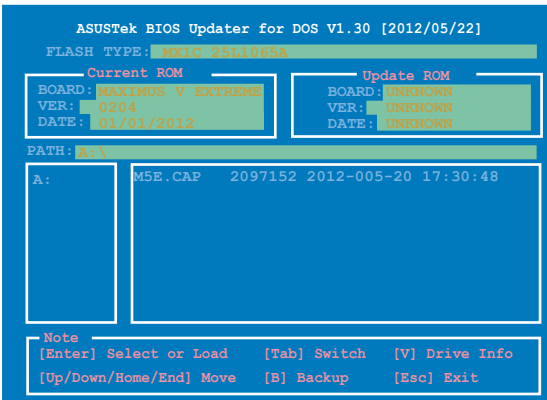 ASUSTek BIOS Updater for DOS V1.30 [2012/05/22]
FLASH TYPE: MX1C 25L1065A
Current ROM
BOARD: MAXIMUS V EXTREME
VER: 0204
DATE: 01/01/2012
Update ROM
BOARD: UNKNOWN
VER: UNKNOWN
DATE: UNKNOWN
PATH: A:\
A:
M5E.CAP 2097152 2012-005-20 17:30:48
Note
[Enter] Select or Load [Tab] Switch [V] Drive Info
[Up/Down/Home/End] Move [B] Backup [Esc] Exit